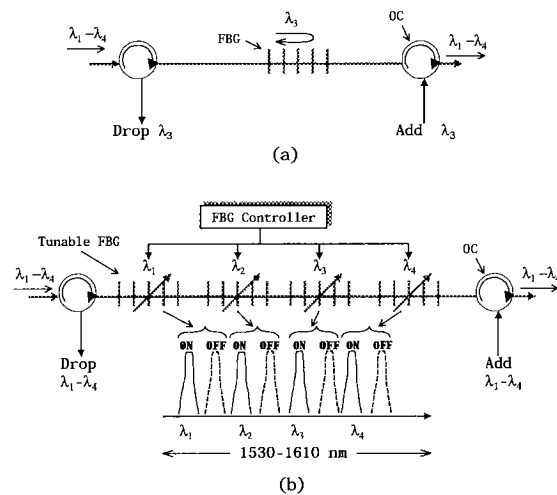 λ3
FBG
OC
λ1-λ4
λ1-λ4
Drop λ3
Add λ3
(a)
FBG Controller
Tunable FBG
λ1
λ2
λ3
λ4
OC
λ1-λ4
λ1-λ4
ON OFF ON OFF ON OFF ON OFF
Drop
λ1-λ4
Add
λ1-λ4
λ1 λ2 λ3 λ4
1530-1610 nm
(b)